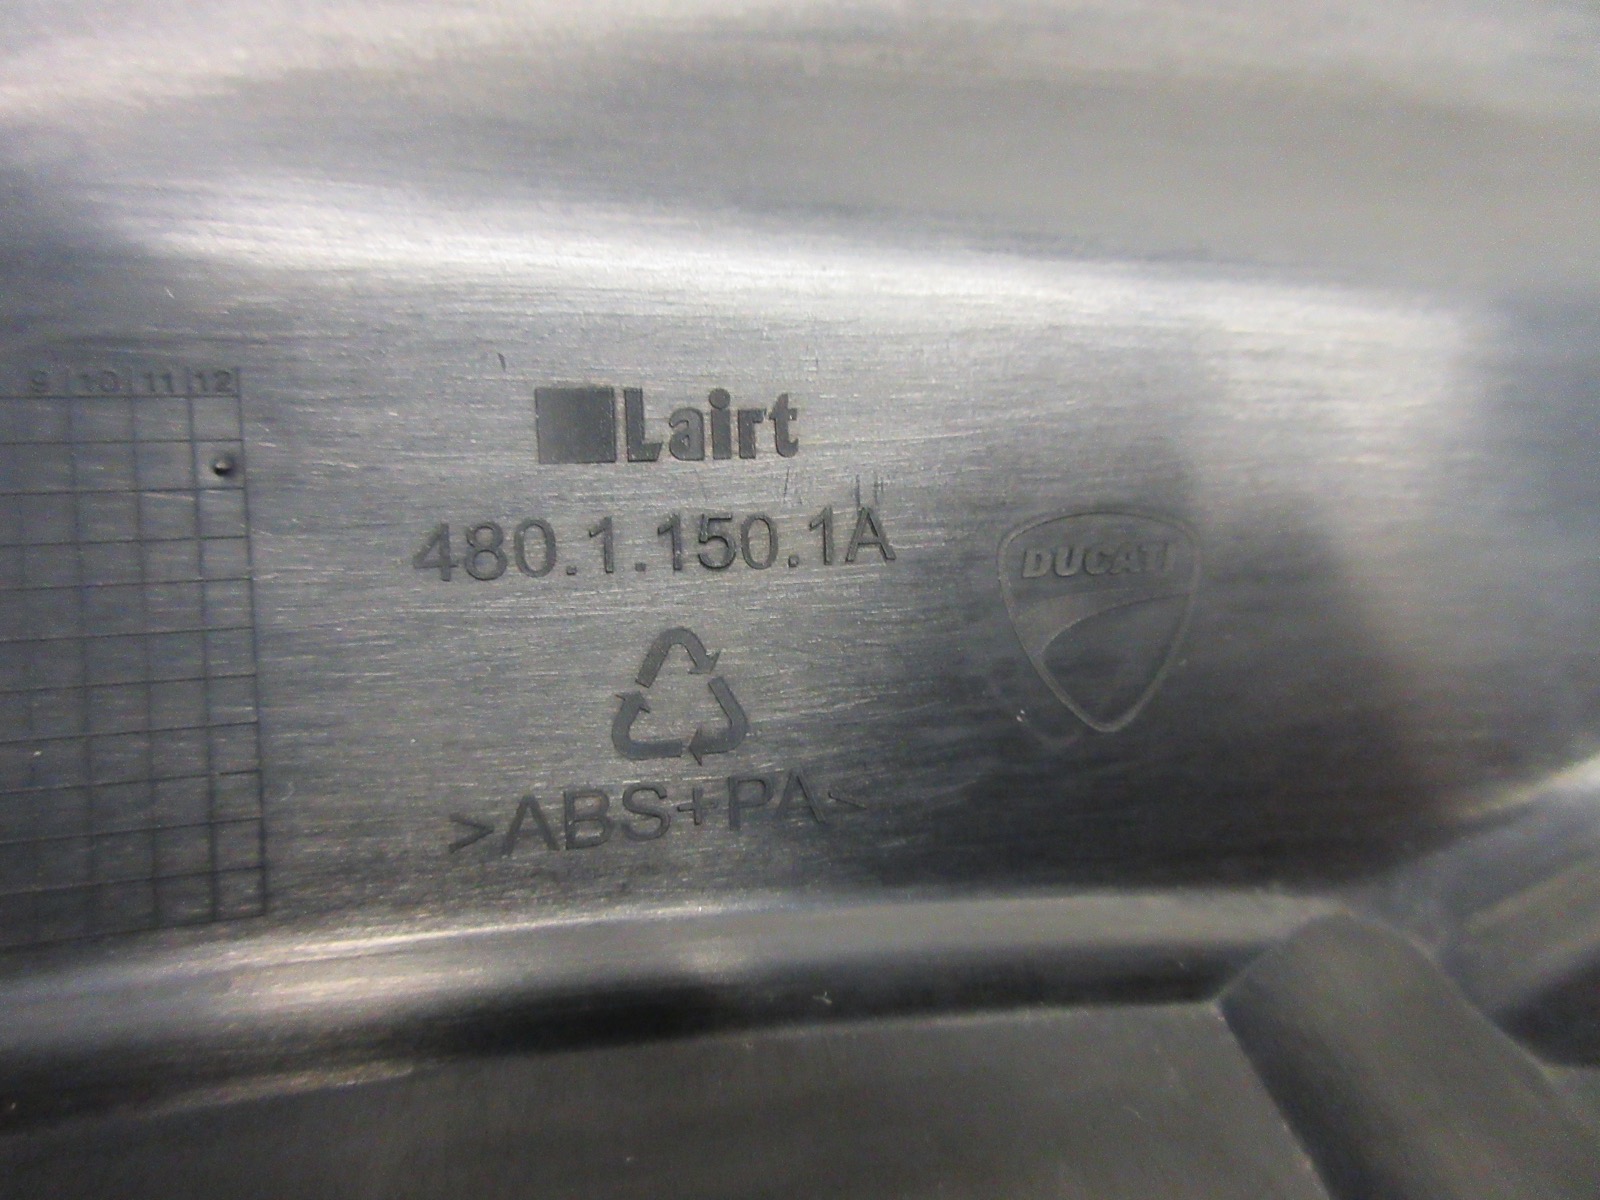 9 10 11 12
Lairt
480.1.150.1A
DUCATI
>ABS+PA<